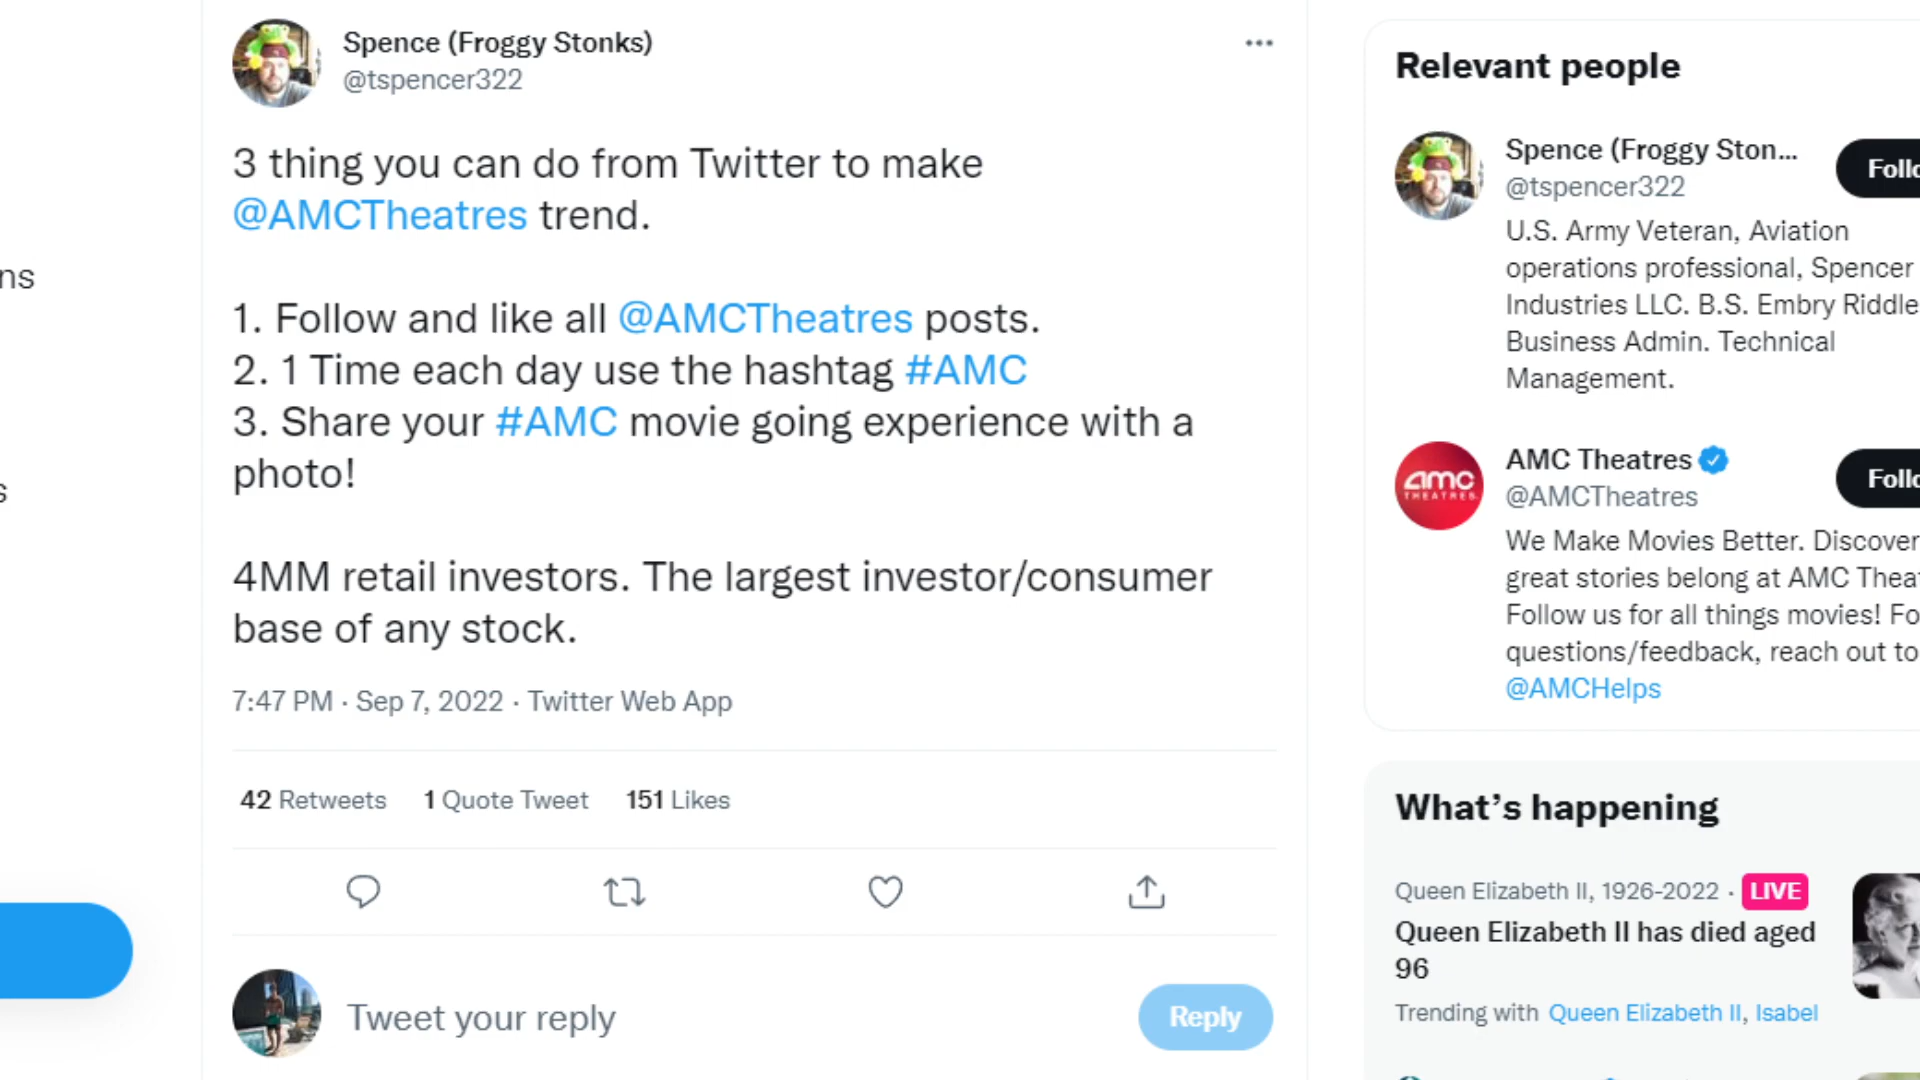 Spence (Froggy Stonks)
@tspencer322
3 thing you can do from Twitter to make
@AMCTheatres trend.
1. Follow and like all @AMCTheatres posts.
2. 1 Time each day use the hashtag #AMC
3. Share your #AMC movie going experience with a
photo!
4MM retail investors. The largest investor/consumer
base of any stock.
7:47 PM · Sep 7, 2022 · Twitter Web App
42 Retweets 1 Quote Tweet 151 Likes
Tweet your reply
Reply
ns
s
Relevant people
Spence (Froggy Ston...
@tspencer322
Follo
U.S. Army Veteran, Aviation
operations professional, Spencer
Industries LLC. B.S. Embry Riddle
Business Admin. Technical
Management.
amc
THEATRES
AMC Theatres
@AMCTheatres
Follo
We Make Movies Better. Discover
great stories belong at AMC Thea
Follow us for all things movies! Fo
questions/feedback, reach out to
@AMCHelps
What's happening
Queen Elizabeth II, 1926-2022 · LIVE
Queen Elizabeth II has died aged
96
Trending with Queen Elizabeth II, Isabel